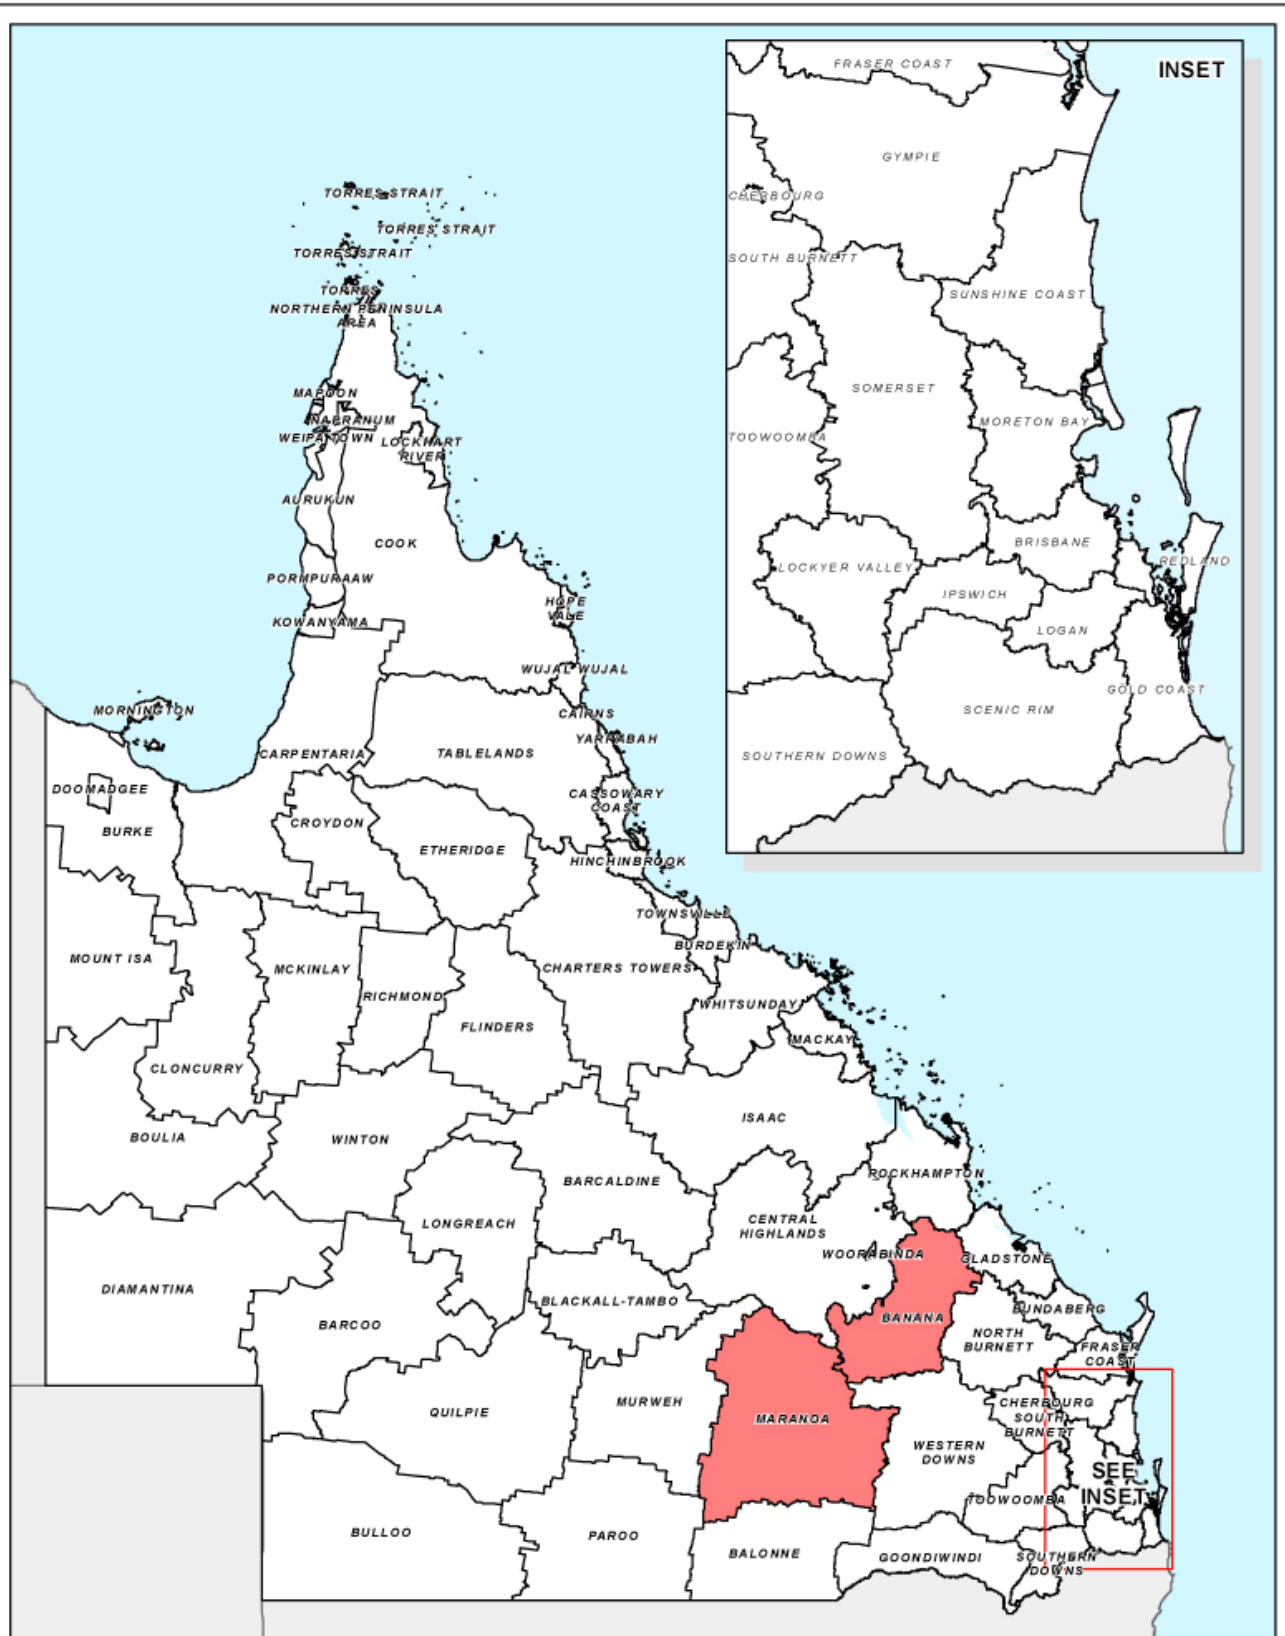 INSET
FRASER COAST
GYMPIE
CHERBOURG
SOUTH BURNETT
SUNSHINE COAST
SOMERSET
MORETON BAY
TOOWOOMBA
BRISBANE
REDLAND
LOCKYER VALLEY
IPSWICH
LOGAN
GOLD COAST
SCENIC RIM
SOUTHERN DOWNS
TORRES STRAIT
TORRES STRAIT
TORRES STRAIT
TORRES
NORTHERN PENINSULA
AREA
MAPOON
NAPRANUM
WEIPA TOWN
LOCKHART
RIVER
AURUKUN
COOK
PORMPURAAW
HOPE
VALE
KOWANYAMA
WUJAL WUJAL
MORNINGTON
CAIRNS
YARRABAH
CARPENTARIA
TABLELANDS
DOOMADGEE
CASSOWARY
COAST
BURKE
CROYDON
ETHERIDGE
HINCHINBROOK
TOWNSVILLE
BURDEKIN
MOUNT ISA
MCKINLAY
CHARTERS TOWERS
RICHMOND
WHITSUNDAY
FLINDERS
MACKAY
CLONCURRY
ISAAC
BOULIA
WINTON
ROCKHAMPTON
BARCALDINE
LONGREACH
CENTRAL
HIGHLANDS
WOORABINDA
GLADSTONE
DIAMANTINA
BLACKALL-TAMBO
BUNDABERG
BARCOO
BANANA
NORTH
BURNETT
FRASER
COAST
QUILPIE
MURWEH
MARANOA
CHERBOURG
SOUTH
BURNETT
WESTERN
DOWNS
SEE
INSET
TOOWOOMBA
BULLOO
PAROO
BALONNE
GOONDIWINDI
SOUTHERN
DOWNS